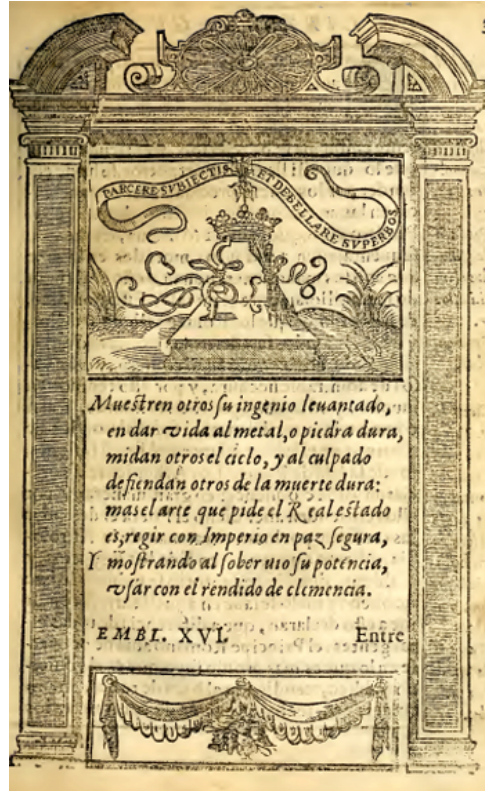 PARCERE SVBJECTIS ET DEBELLARE SVPERBOS
Muestren otros su ingenio leuantado,
en dar vida al metal, o piedra dura,
midan otros el cielo, y al culpado
defiendan otros de la muerte dura:
mas el arte que pide el Real estado
es, regir con Imperio en paz segura,
Y mostrando al soberuio su potencia,
vsar con el rendido de clemencia.
EMBL. XVI. Entre